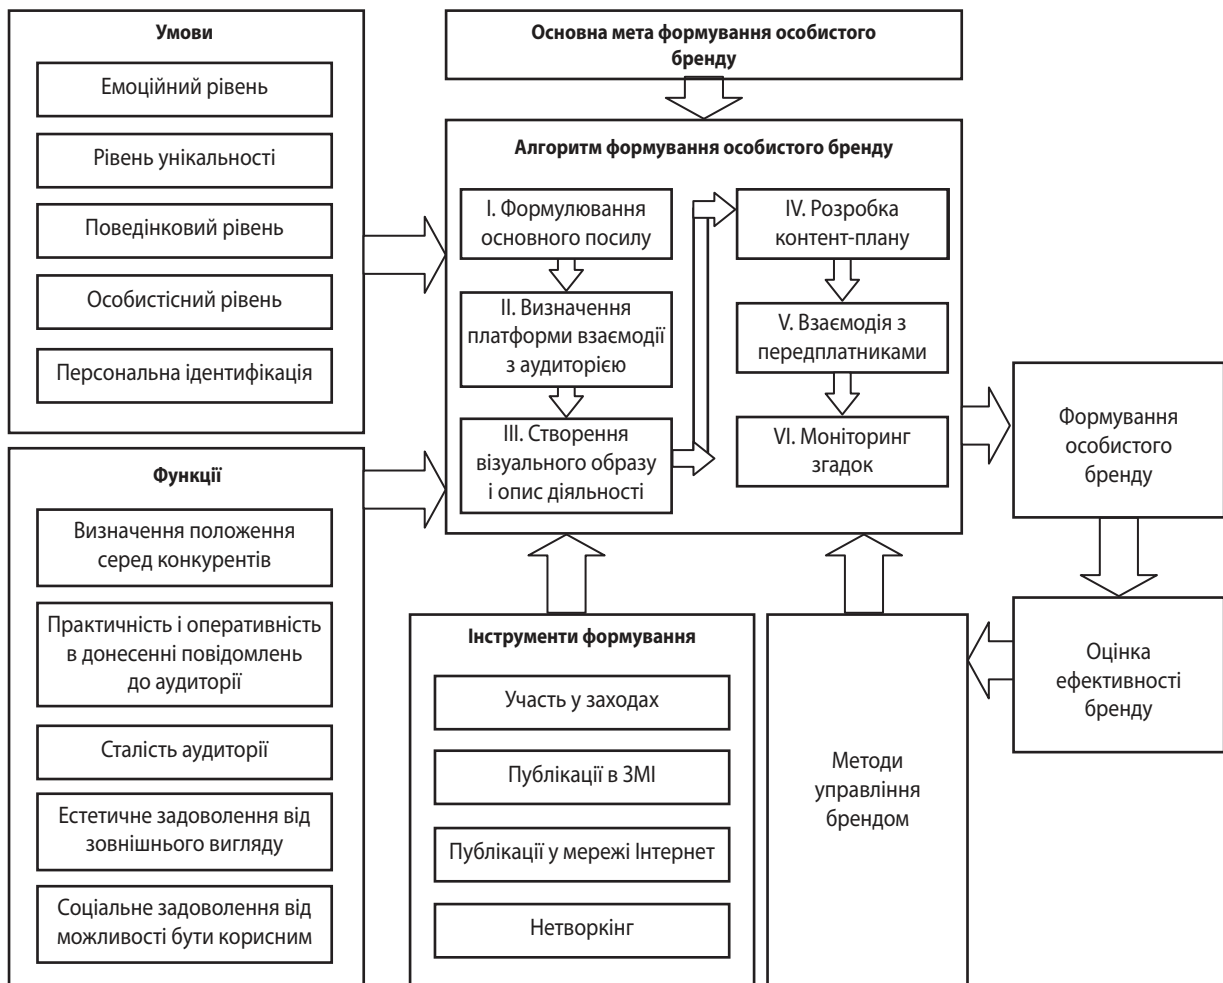 Умови
Емоційний рівень
Рівень унікальності
Поведінковий рівень
Особистісний рівень
Персональна ідентифікація
Функції
Визначення положення
серед конкурентів
Практичність і оперативність
в донесенні повідомлень
до аудиторії
Сталість аудиторії
Естетичне задоволення від
зовнішнього вигляду
Соціальне задоволення від
можливості бути корисним
Основна мета формування особистого
бренду
Алгоритм формування особистого бренду
I. Формулювання
основного посилу
II. Визначення
платформи взаємодії
з аудиторією
III. Створення
візуального образу
і опис діяльності
IV. Розробка
контент-плану
V. Взаємодія з
передплатниками
VI. Моніторинг
згадок
Інструменти формування
Участь у заходах
Публікації в ЗМІ
Публікації у мережі Інтернет
Нетворкінг
Методи
управління
брендом
Формування
особистого
бренду
Оцінка
ефективності
бренду